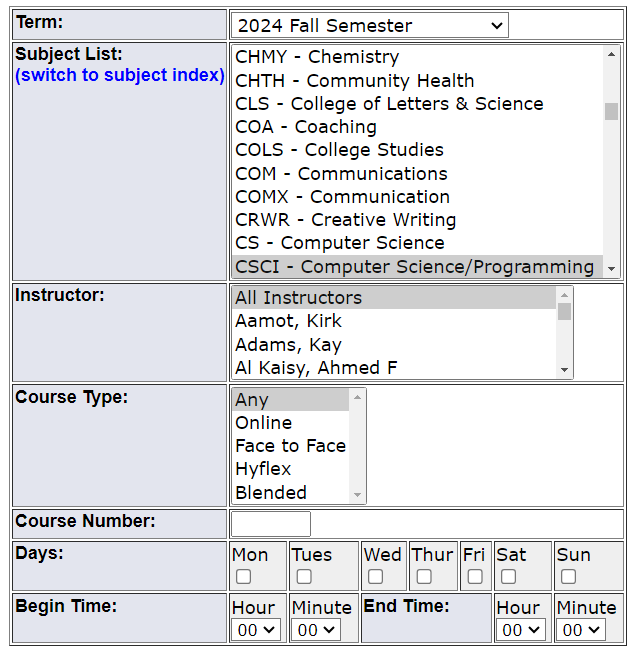 Term: 2024 Fall Semester
Subject List:
(switch to subject index)
CHMY - Chemistry
CHTH - Community Health
CLS - College of Letters & Science
COA - Coaching
COLS - College Studies
COM - Communications
COMX - Communication
CRWR - Creative Writing
CS - Computer Science
CSCI - Computer Science/Programming
Instructor: All Instructors
Aamot, Kirk
Adams, Kay
Al Kaisy, Ahmed F
Course Type: Any
Online
Face to Face
Hyflex
Blended
Course Number:
Days: Mon Tues Wed Thur Fri Sat Sun
Begin Time: Hour Minute End Time: Hour Minute
00 00 00 00